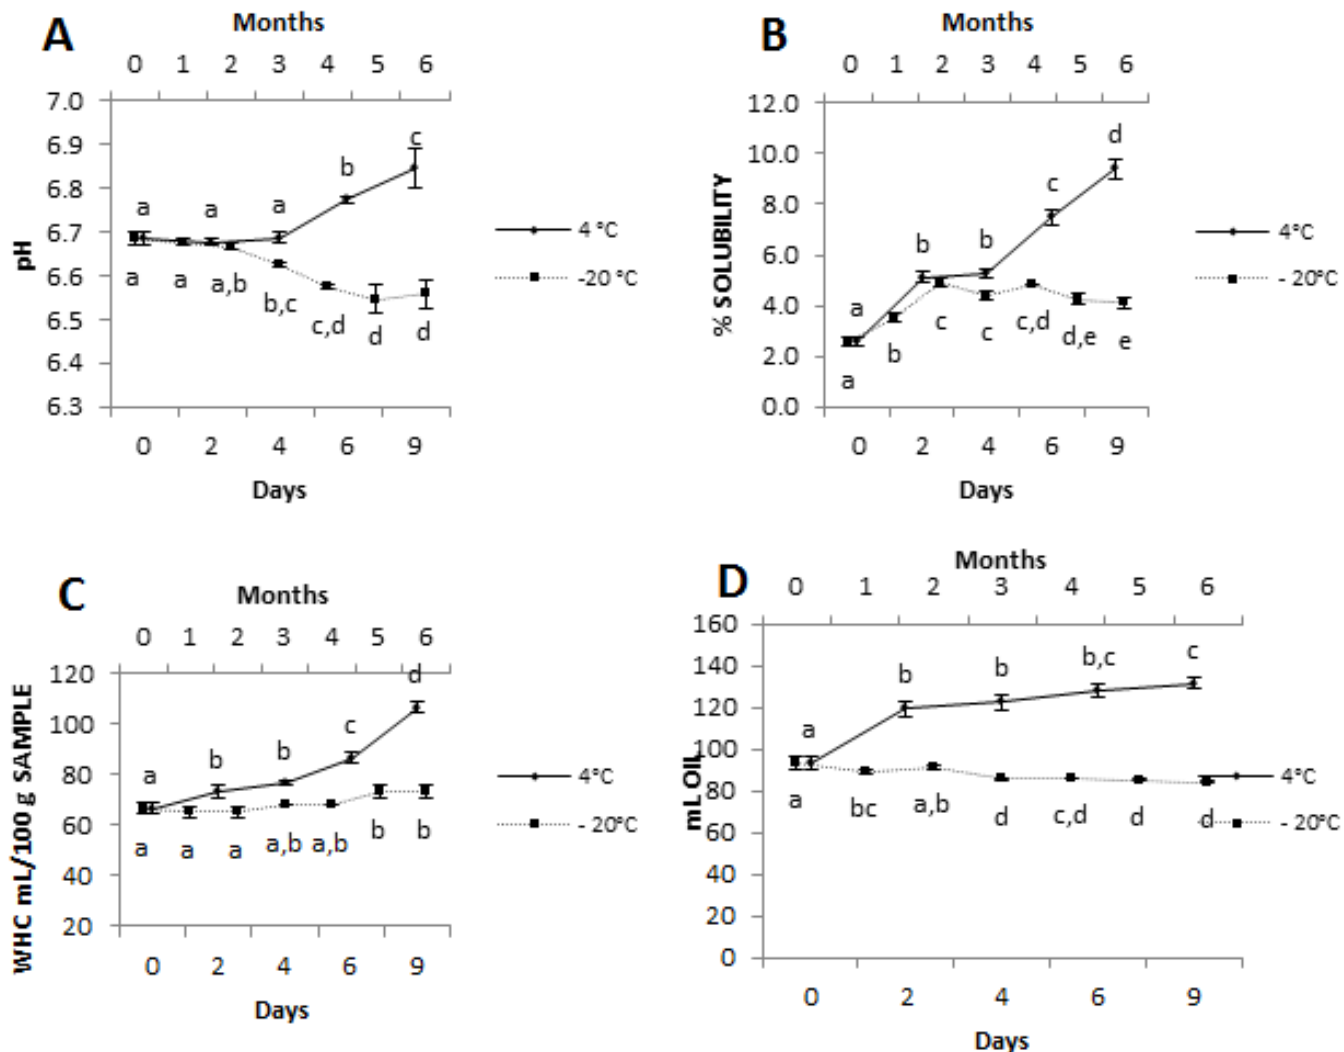 A
Months
0 1 2 3 4 5 6
7.0
6.9
6.8
6.7
6.6
6.5
6.4
6.3
pH
a a a b c
a a a,b b,c c,d d d
0 2 4 6 9
Days
4 °C
-20 °C
B
Months
0 1 2 3 4 5 6
12.0
10.0
8.0
6.0
4.0
2.0
0.0
% SOLUBILITY
a b b c d
a b c c c,d d,e e
0 2 4 6 9
Days
4°C
- 20°C
C
Months
0 1 2 3 4 5 6
120
100
80
60
40
20
WHC mL/100 g SAMPLE
a b b c d
a a a a,b a,b b b
0 2 4 6 9
Days
4°C
- 20°C
D
Months
0 1 2 3 4 5 6
160
140
120
100
80
60
40
20
0
mL OIL
a b b b,c c
a bc a,b d c,d d d
0 2 4 6 9
Days
4°C
- 20°C